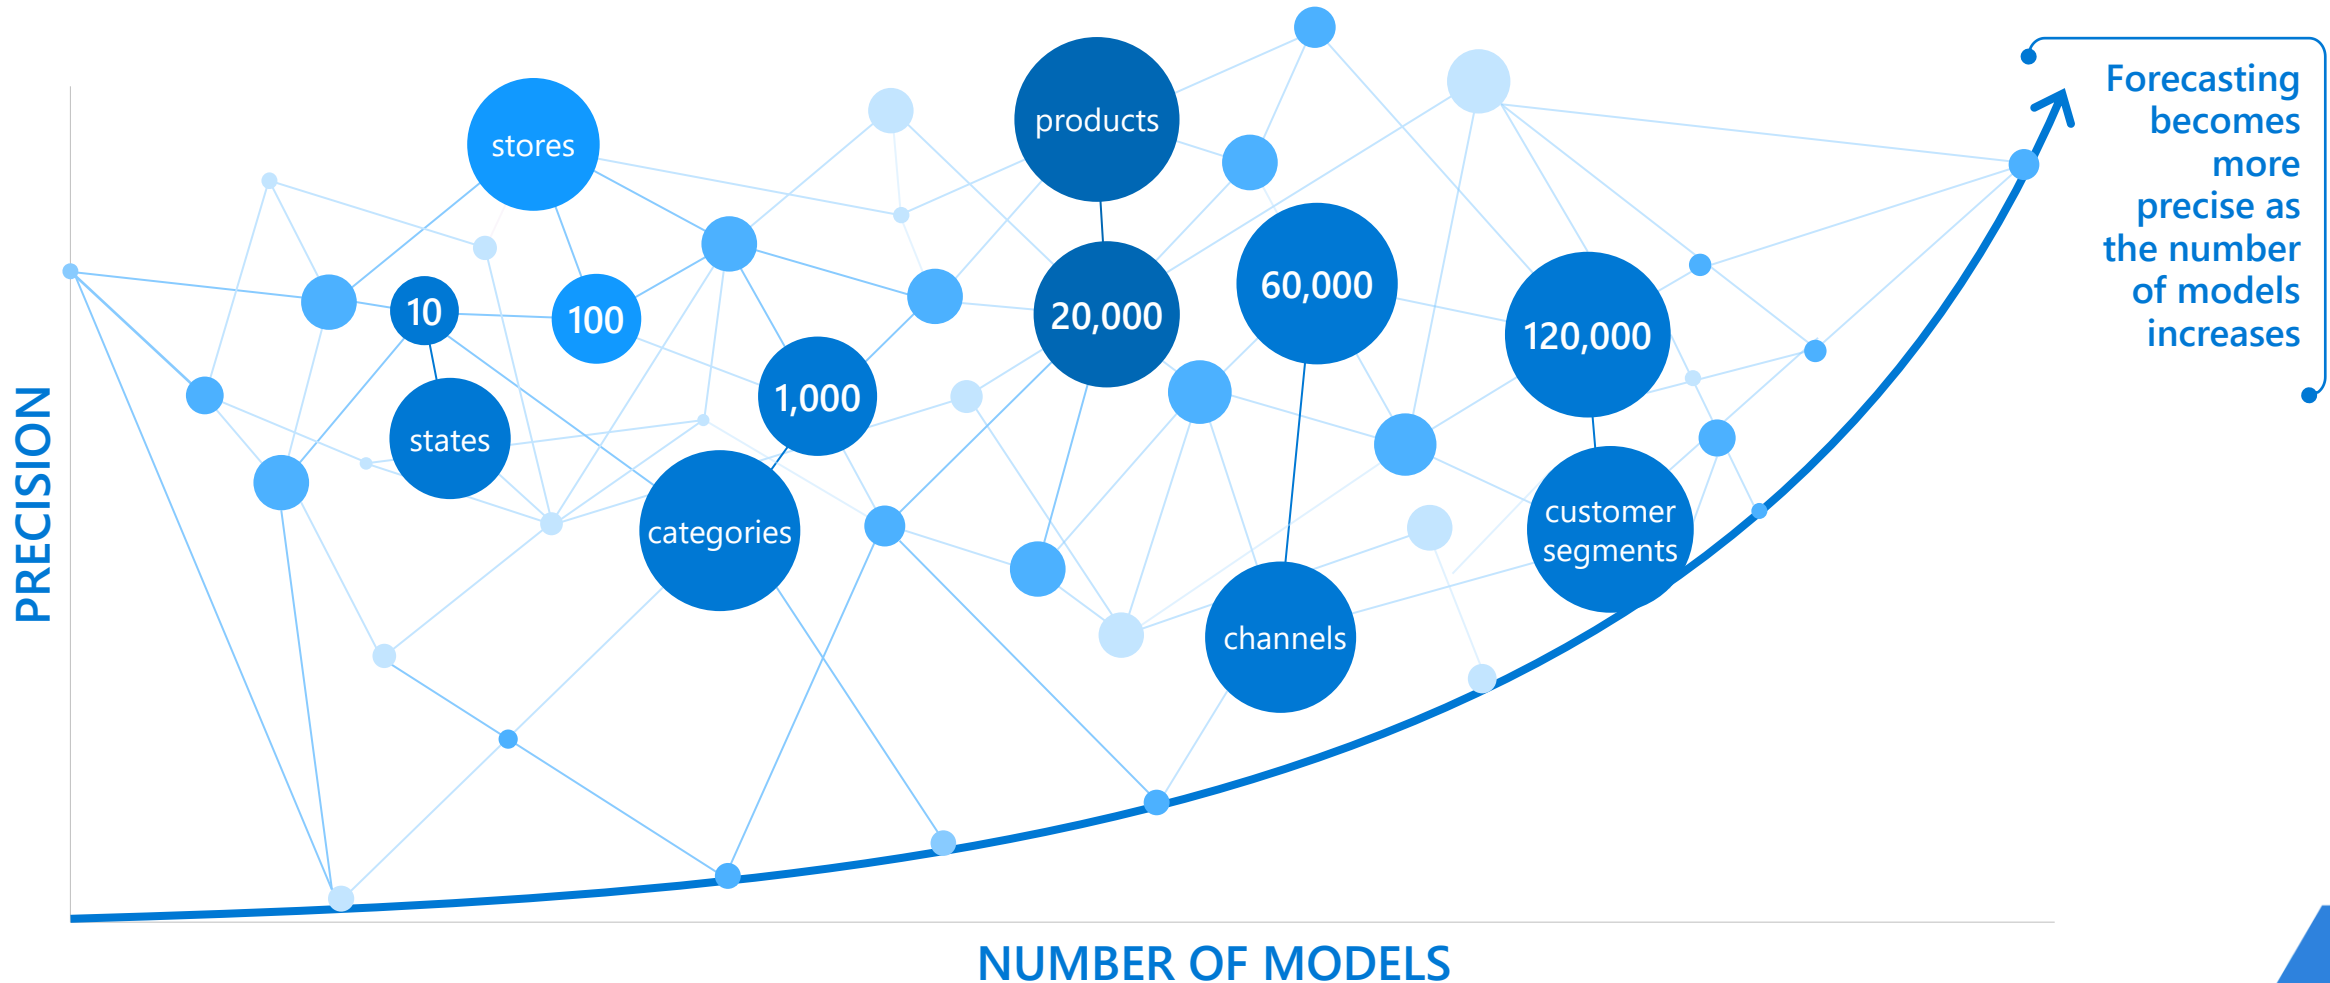 stores
10
states
100
1,000
categories
products
20,000
60,000
channels
120,000
customer
segments
Forecasting
becomes
more
precise as
the number
of models
increases
PRECISION
NUMBER OF MODELS